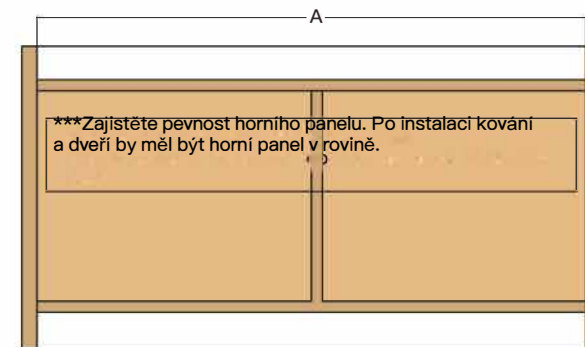 A
***Zajistěte pevnost horního panelu. Po instalaci kování
a dveří by měl být horní panel v rovině.